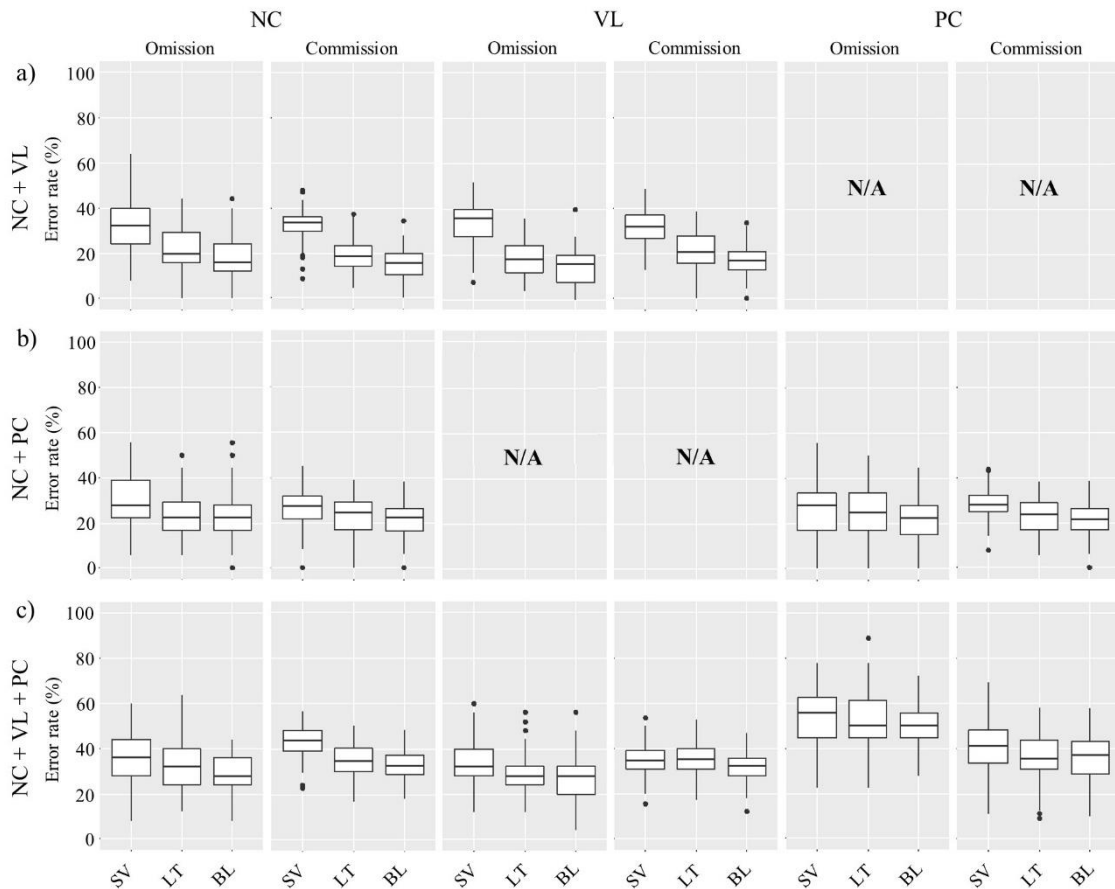 NC VL PC
Omission Commission Omission Commission Omission Commission
a)
NC + VL
Error rate (%)
100
80
60
40
20
0
N/A N/A
b)
NC + PC
Error rate (%)
100
80
60
40
20
0
N/A N/A
c)
NC + VL + PC
Error rate (%)
100
80
60
40
20
0
SV LT BL SV LT BL SV LT BL SV LT BL SV LT BL SV LT BL